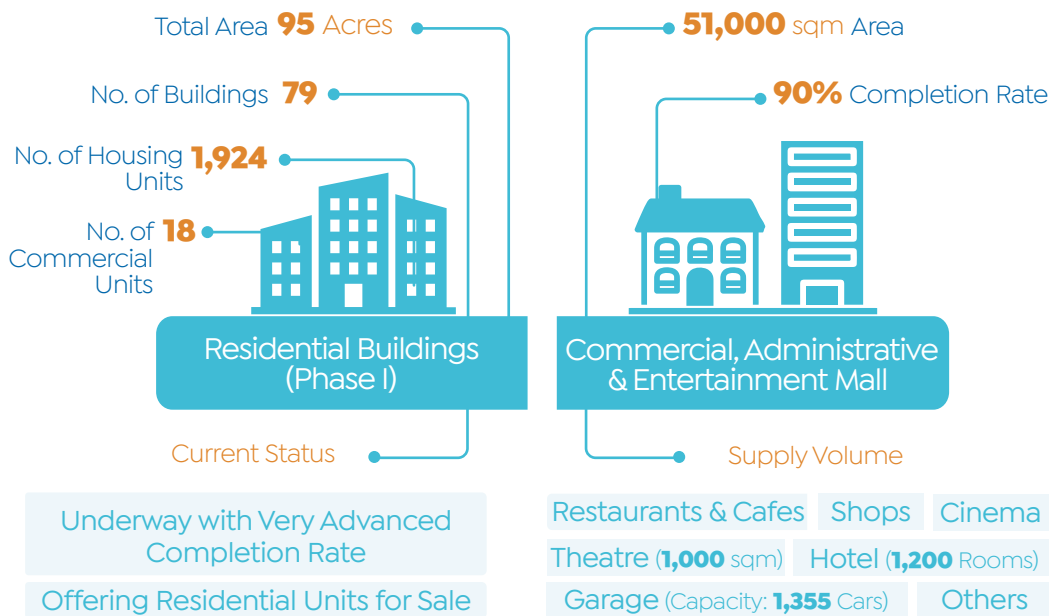 Total Area 95 Acres
No. of Buildings 79
No. of Housing 1,924
Units
No. of 18
Commercial
Units
Residential Buildings
(Phase I)
Current Status
Underway with Very Advanced
Completion Rate
Offering Residential Units for Sale
51,000 sqm Area
90% Completion Rate
Commercial, Administrative
& Entertainment Mall
Supply Volume
Restaurants & Cafes Shops Cinema
Theatre (1,000 sqm) Hotel (1,200 Rooms)
Garage (Capacity: 1,355 Cars) Others